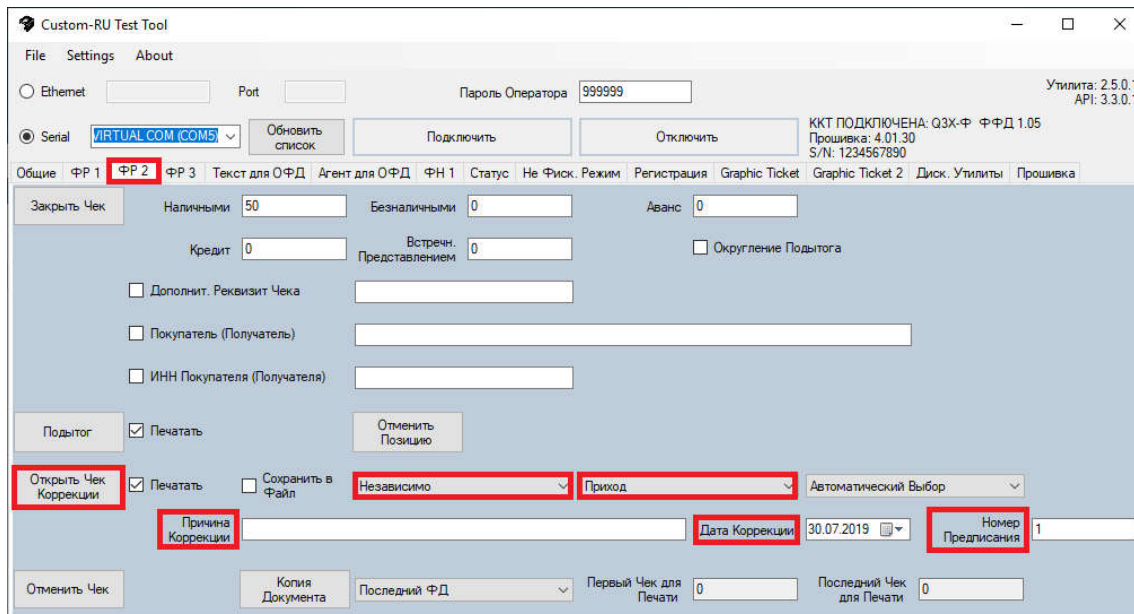 Custom-RU Test Tool
File Settings About
Ethernet Port Пароль Оператора 999999 Утилита: 2.5.0.
API: 3.3.0.
Serial VIRTUAL COM (COM5) Обновить список Подключить Отключить
ККТ ПОДКЛЮЧЕНА: Q3X-Ф ФФД 1.05
Прошивка: 4.01.30
S/N: 1234567890
Общие ФР 1 ФР 2 ФР 3 Текст для ОФД Агент для ОФД ФН 1 Статус Не Фиск. Режим Регистрация Graphic Ticket Graphic Ticket 2 Диск. Утилиты Прошивка
Закрыть Чек Наличными 50 Безналичными 0 Аванс 0
Кредит 0 Встречн. Представлением 0 Округление Подытога
Дополнит. Реквизит Чека
Покупатель (Получатель)
ИНН Покупателя (Получателя)
Подытог Печатать Отменить Позицию
Открыть Чек Коррекции Печатать Сохранить в Файл Независимо Приход Автоматический Выбор
Причина Коррекции Дата Коррекции 30.07.2019 Номер Предписания 1
Отменить Чек Копия Документа Последний ФД Первый Чек для Печати 0 Последний Чек для Печати 0